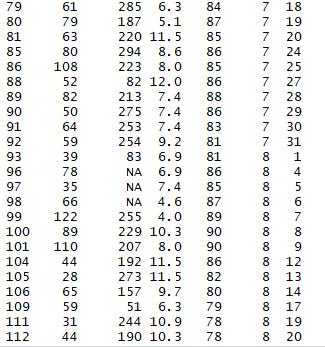 79 61 285 6.3 84 7 18
80 79 187 5.1 87 7 19
81 63 220 11.5 85 7 20
85 80 294 8.6 86 7 24
86 108 223 8.0 85 7 25
88 52 82 12.0 86 7 27
89 82 213 7.4 88 7 28
90 50 275 7.4 86 7 29
91 64 253 7.4 83 7 30
92 59 254 9.2 81 7 31
93 39 83 6.9 81 8 1
96 78 NA 6.9 86 8 4
97 35 NA 7.4 85 8 5
98 66 NA 4.6 87 8 6
99 122 255 4.0 89 8 7
100 89 229 10.3 90 8 8
101 110 207 8.0 90 8 9
104 44 192 11.5 86 8 12
105 28 273 11.5 82 8 13
106 65 157 9.7 80 8 14
109 59 51 6.3 79 8 17
111 31 244 10.9 78 8 19
112 44 190 10.3 78 8 20